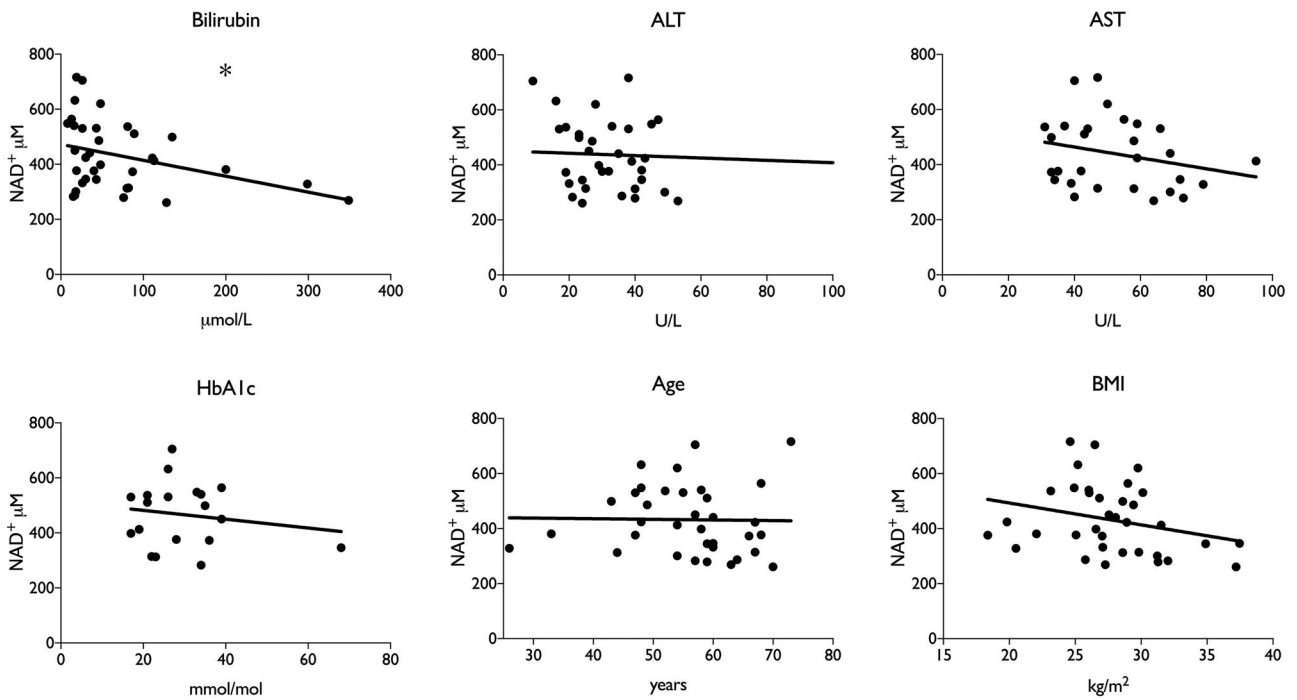 Bilirubin
NAD⁺ μM
800
600
400
200
0
*
0 100 200 300 400
μmol/L
ALT
NAD⁺ μM
800
600
400
200
0
0 20 40 60 80 100
U/L
AST
NAD⁺ μM
800
600
400
200
0
0 20 40 60 80 100
U/L
HbA1c
NAD⁺ μM
800
600
400
200
0
0 20 40 60 80
mmol/mol
Age
NAD⁺ μM
800
600
400
200
0
30 40 50 60 70 80
years
BMI
NAD⁺ μM
800
600
400
200
0
15 20 25 30 35 40
kg/m²